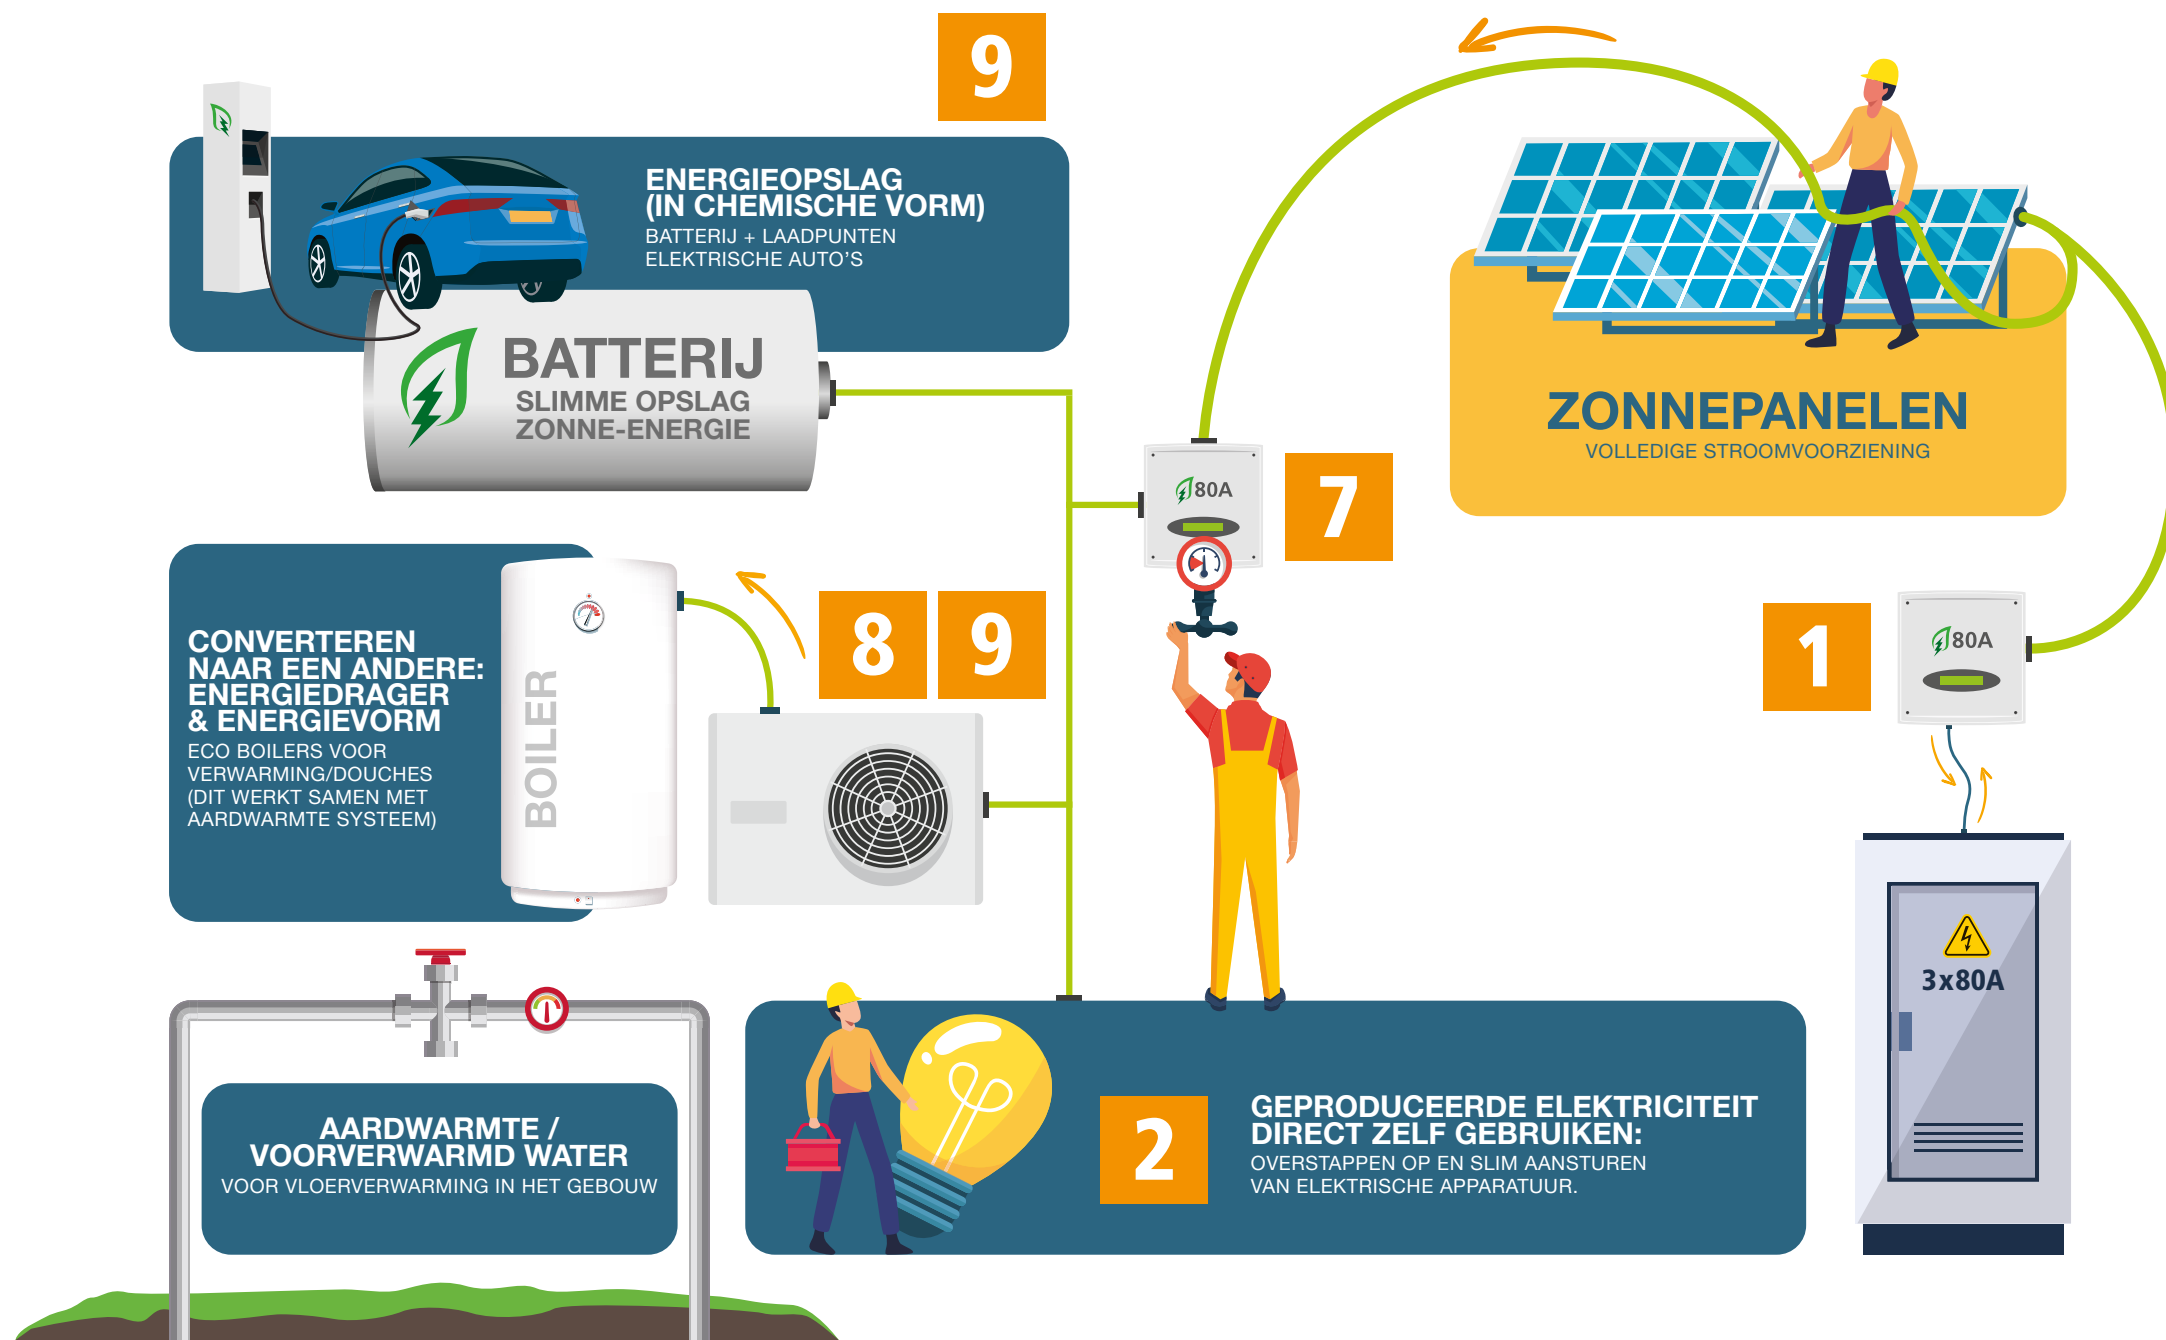 9
ENERGIEOPSLAG
(IN CHEMISCHE VORM)
BATTERIJ + LAADPUNTEN
ELEKTRISCHE AUTO'S
BATTERIJ
SLIMME OPSLAG
ZONNE-ENERGIE
ZONNEPANELEN
VOLLEDIGE STROOMVOORZIENING
80A
7
CONVERTEREN
NAAR EEN ANDERE:
ENERGIEDRAGER
& ENERGIEVORM
ECO BOILERS VOOR
VERWARMING/DOUCHES
(DIT WERKT SAMEN MET
AARDWARMTE SYSTEEM)
BOILER
8
9
1
80A
3x80A
AARDWARMTE /
VOORVERWARMD WATER
VOOR VLOERVERWARMING IN HET GEBOUW
2
GEPRODUCEERDE ELEKTRICITEIT
DIRECT ZELF GEBRUIKEN:
OVERSTAPPEN OP EN SLIM AANSTUREN
VAN ELEKTRISCHE APPARATUUR.